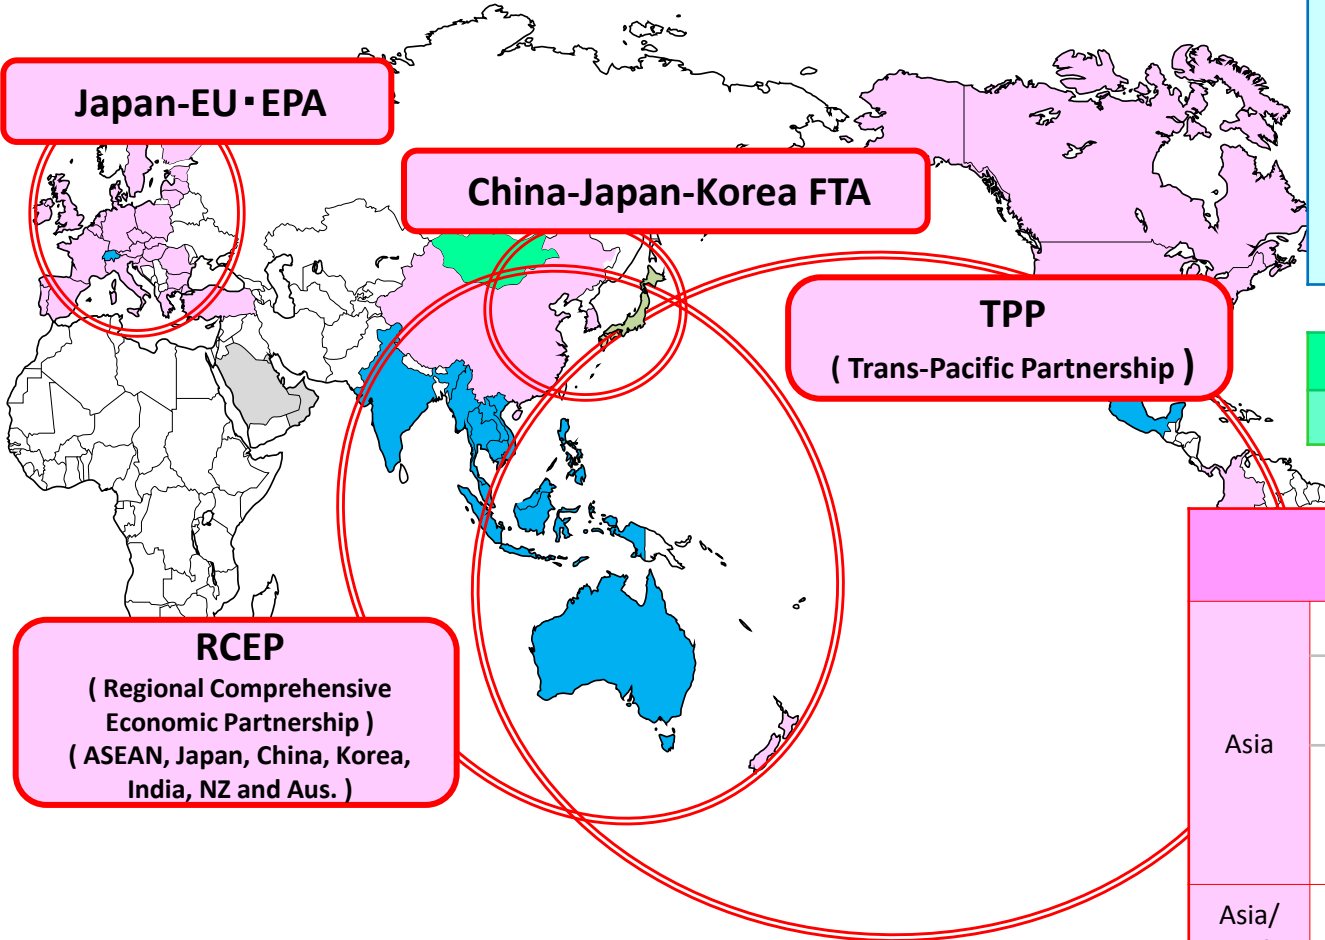 Japan-EU・EPA
China-Japan-Korea FTA
TPP
( Trans-Pacific Partnership )
RCEP
( Regional Comprehensive
Economic Partnership )
( ASEAN, Japan, China, Korea,
India, NZ and Aus. )
Asia
Asia/